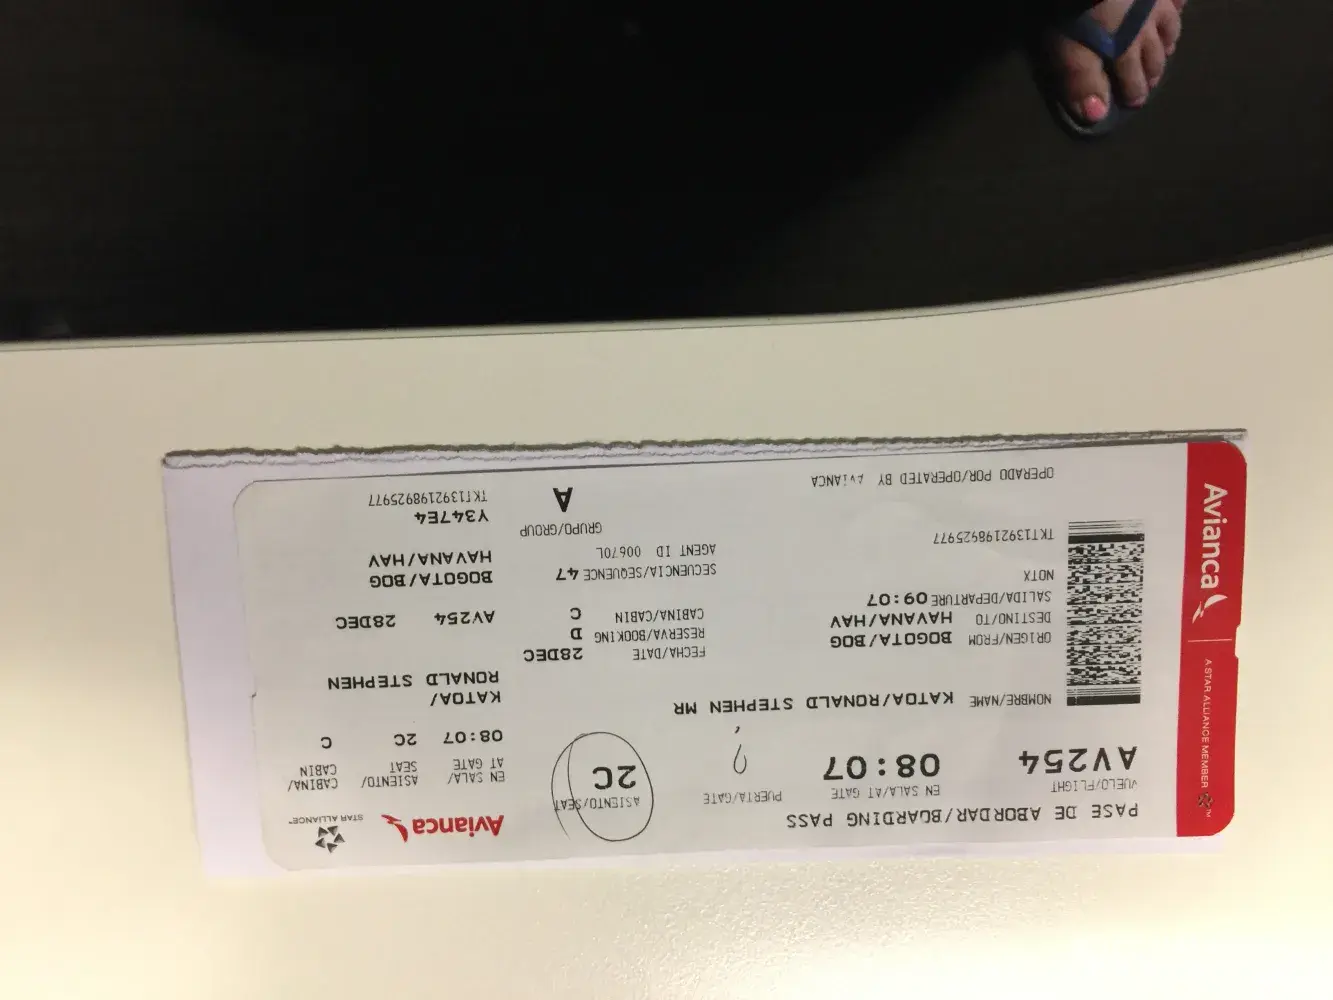 Avianca
A STAR ALLIANCE MEMBER
PASE DE ABORDAR/BOARDING PASS
VUELO/FLIGHT EN SALA/AT GATE PUERTA/GATE ASIENTO/SEAT
AV254 08:07 2C
NOMBRE/NAME KATOA/RONALD STEPHEN MR
ORIGEN/FROM BOGOTA/BOG
DESTINO/TO HAVANA/HAV
SALIDA/DEPARTURE 09:07
NOTX
TKT1392198925977
OPERADO POR/OPERATED BY Avianca
FECHA/DATE 28DEC
RESERVA/BOOKING D
CABINA/CABIN C
SECUENCIA/SEQUENCE 47
AGENT ID 00670L
GRUPO/GROUP
A
Avianca STAR ALLIANCE
EN SALA/ ASIENTO/ CABINA/
AT GATE SEAT CABIN
08:07 2C C
KATOA/
RONALD STEPHEN
AV254 28DEC
BOGOTA/BOG
HAVANA/HAV
Y347E4
TKT1392198925977